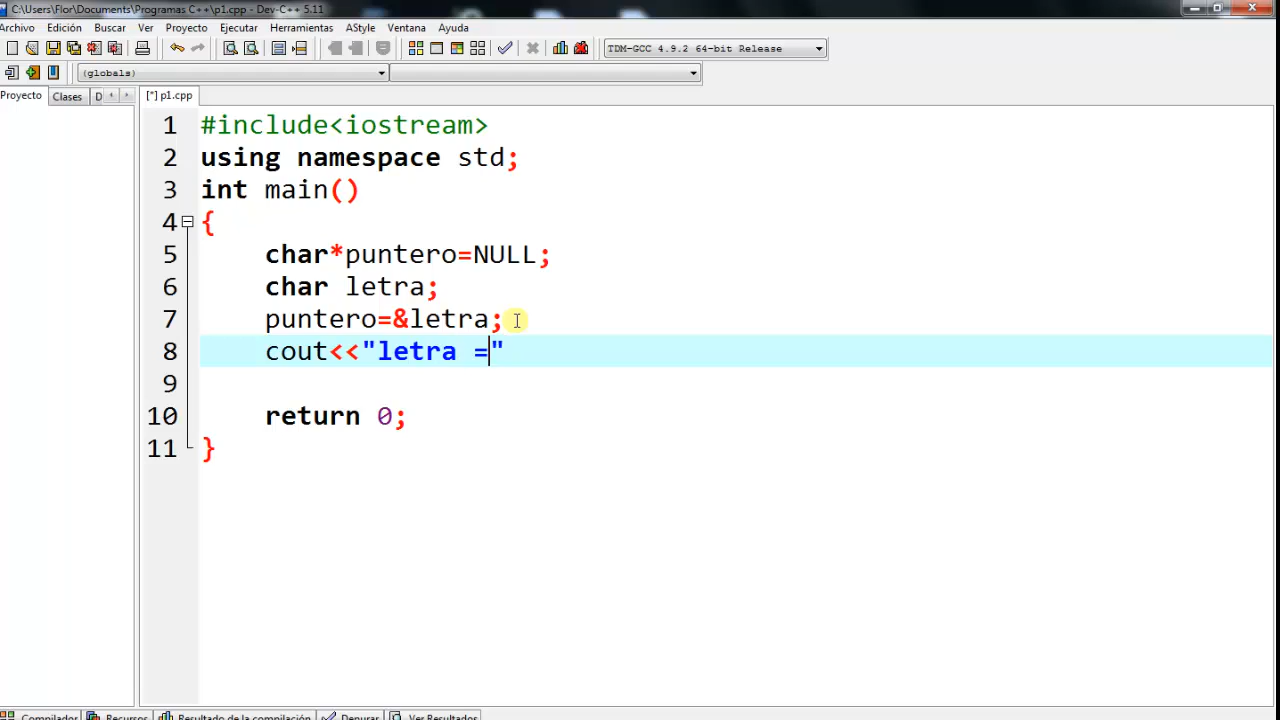 C:\Users\Flor\Documents\Programas C++\p1.cpp - Dev-C++ 5.11
Archivo Edición Buscar Ver Proyecto Ejecutar Herramientas AStyle Ventana Ayuda
TDM-GCC 4.9.2 64-bit Release
(globals)
Proyecto Clases D [*] p1.cpp
1 #include<iostream>
2 using namespace std;
3 int main()
4 {
5 char*puntero=NULL;
6 char letra;
7 puntero=&letra;
8 cout<<"letra ="
9
10 return 0;
11 }
Compilador Recursos Resultado de la compilación Depurar Ver Resultados